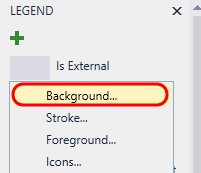 LEGEND
Is External
Background...
Stroke...
Foreground...
Icons...